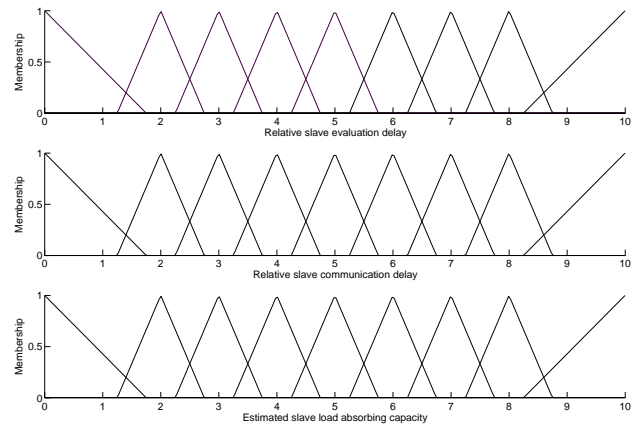 1
0.5
0
Membership
0 1 2 3 4 5 6 7 8 9 10
Relative slave evaluation delay
1
0.5
0
Membership
0 1 2 3 4 5 6 7 8 9 10
Relative slave communication delay
1
0.5
0
Membership
0 1 2 3 4 5 6 7 8 9 10
Estimated slave load absorbing capacity